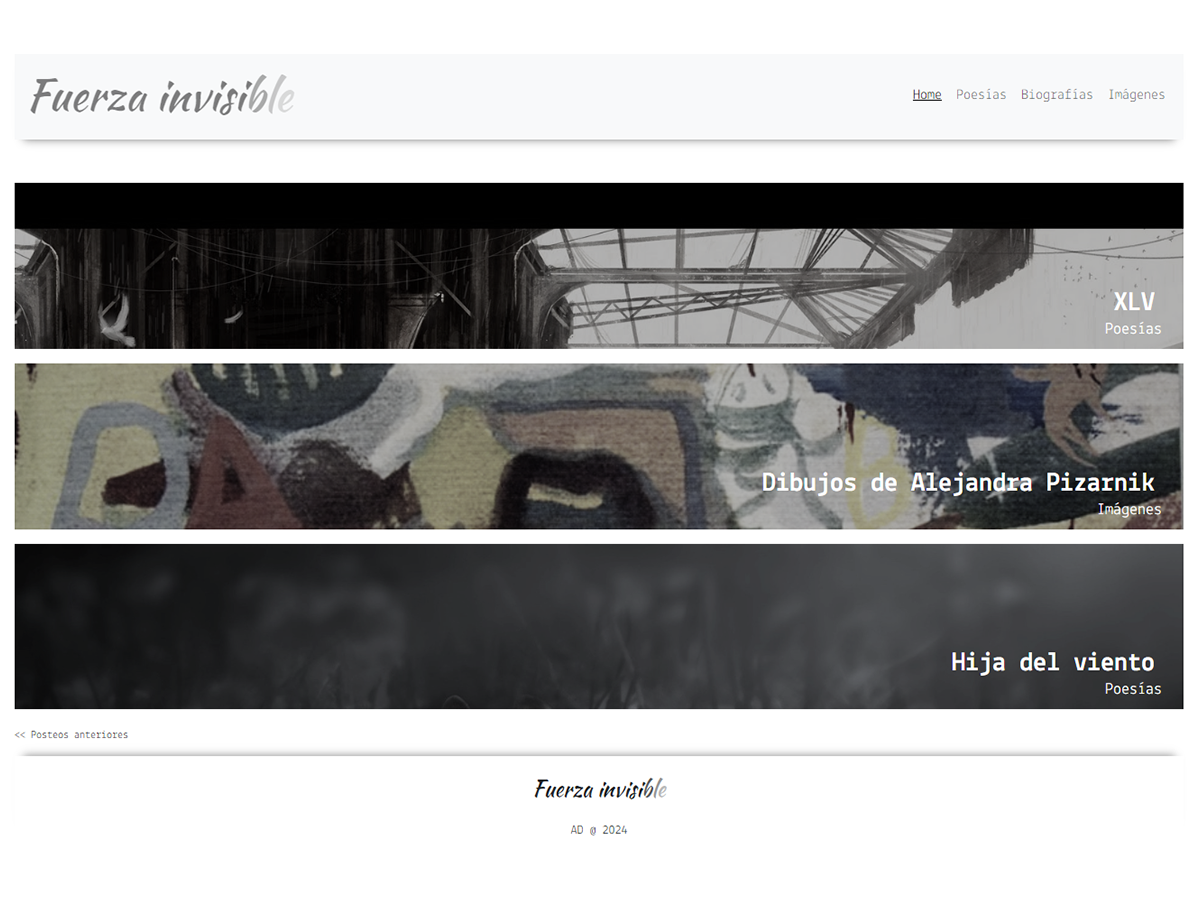 Fuerza invisible
Home Poesías Biografías Imágenes
XLV
Poesías
Dibujos de Alejandra Pizarnik
Imágenes
Hija del viento
Poesías
<< Posteos anteriores
Fuerza invisible
AD @ 2024